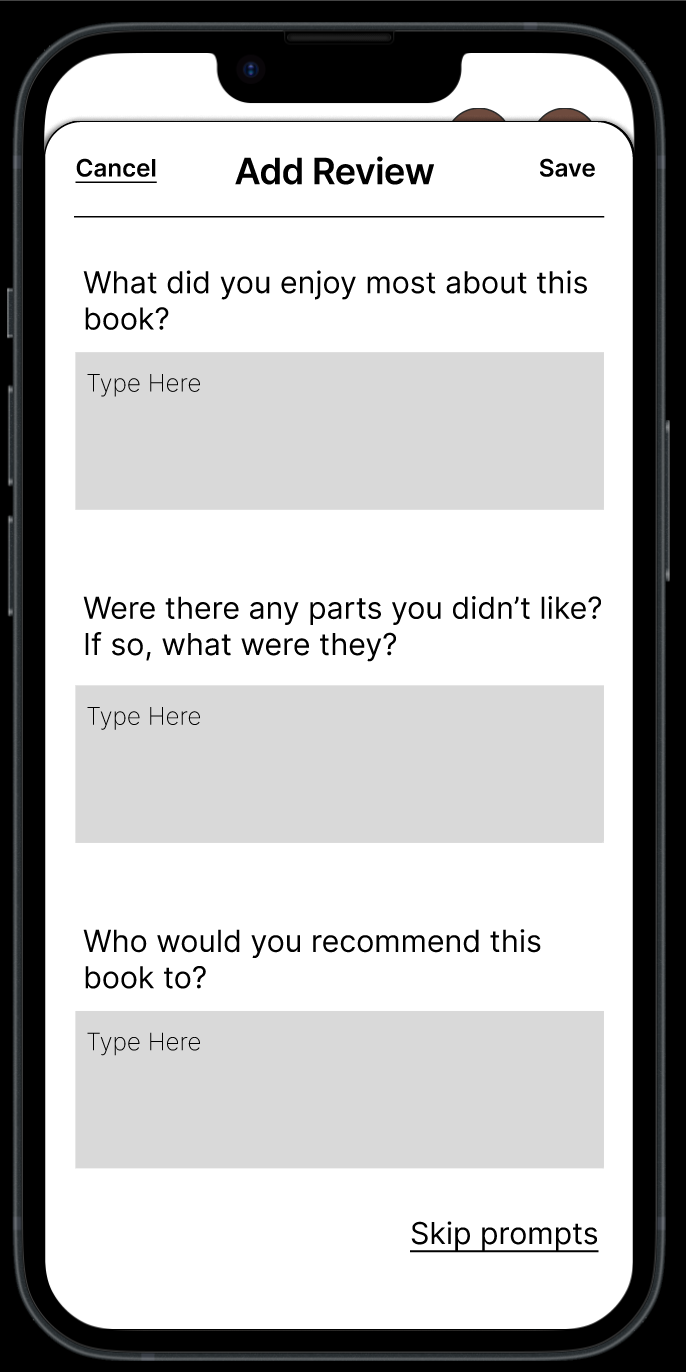 Cancel Add Review Save
What did you enjoy most about this
book?
Type Here
Were there any parts you didn’t like?
If so, what were they?
Type Here
Who would you recommend this
book to?
Type Here
Skip prompts